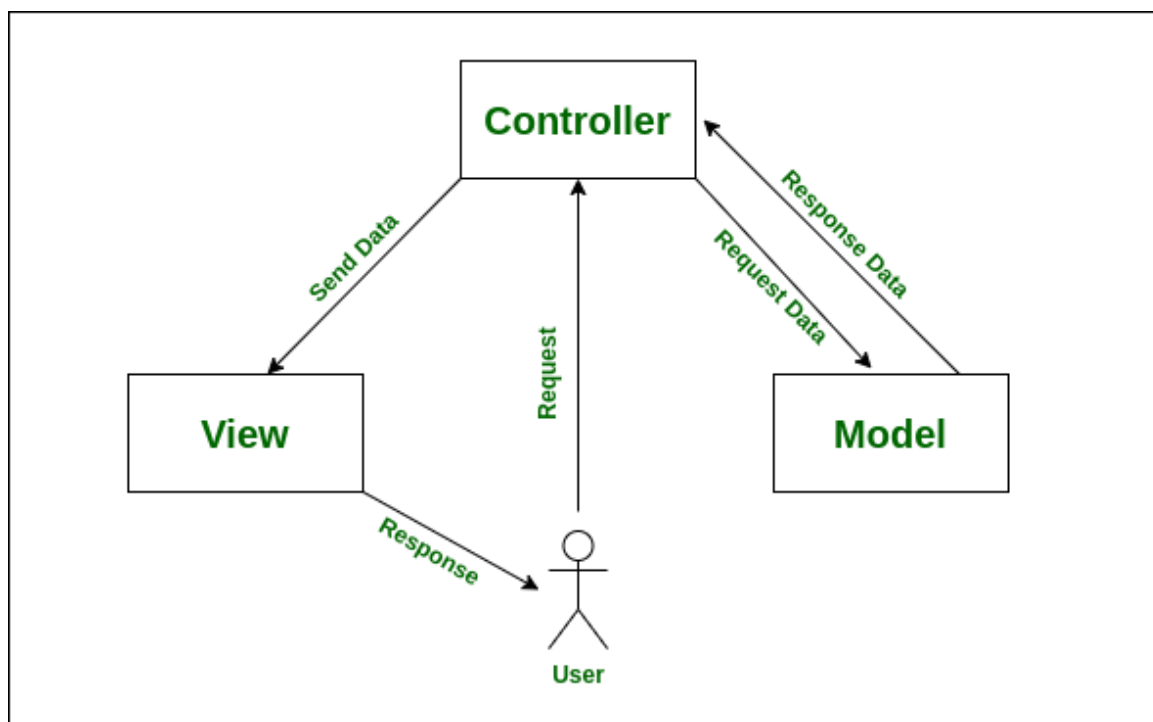 Controller
Send Data
Request
Request Data
Response Data
View
Model
Response
User